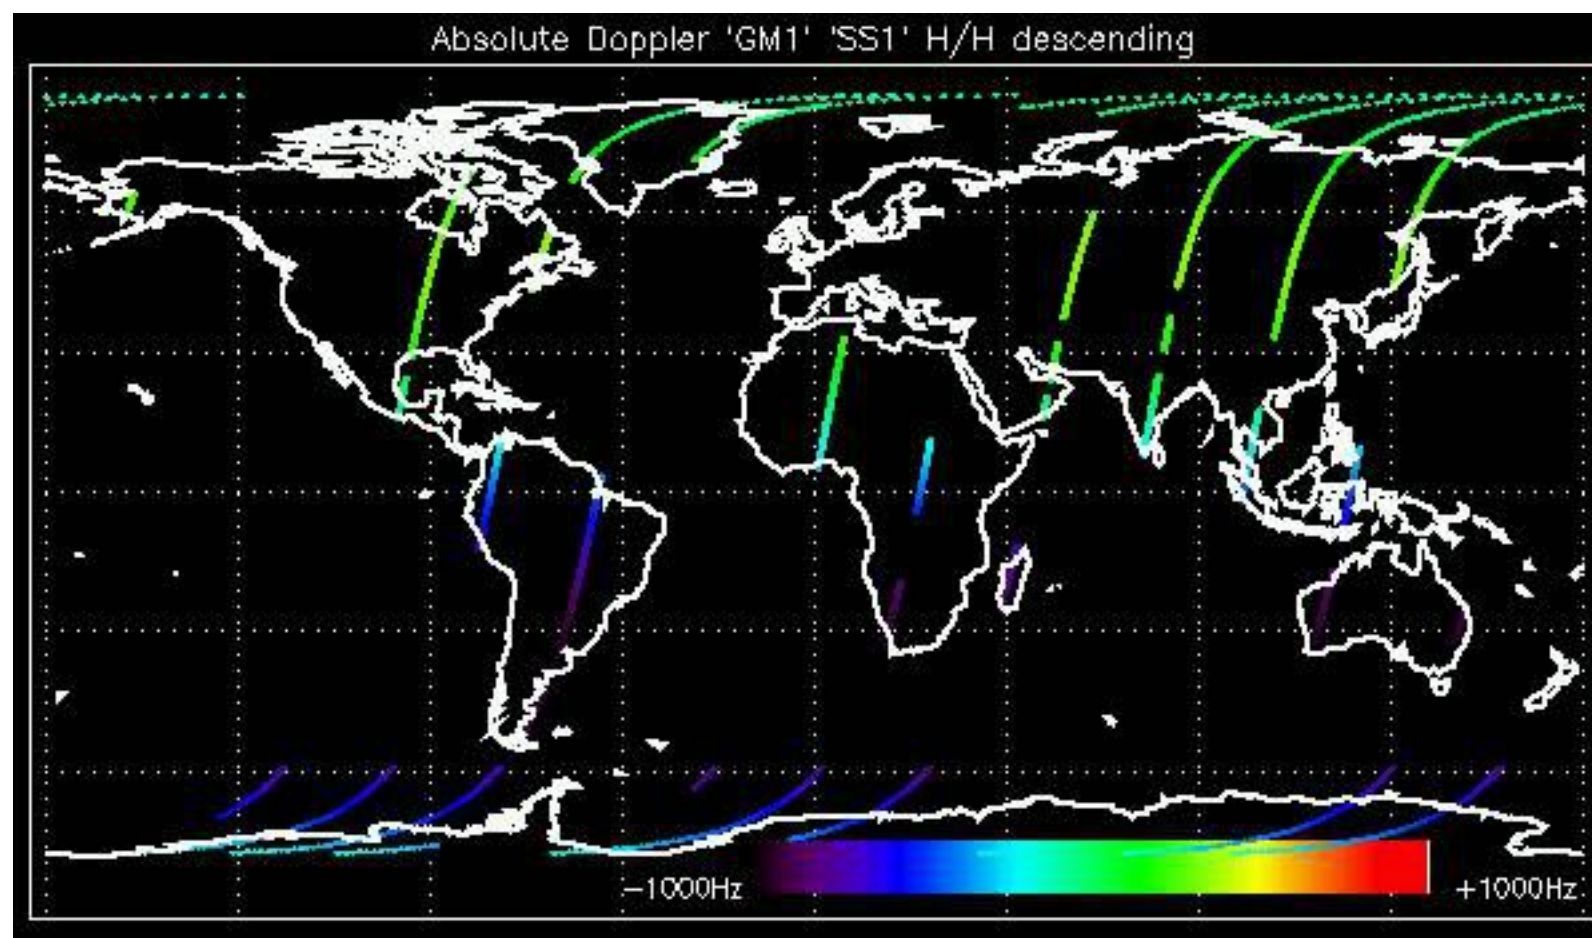 Absolute Doppler 'GM1' 'SS1' H/H descending
−1000Hz +1000Hz